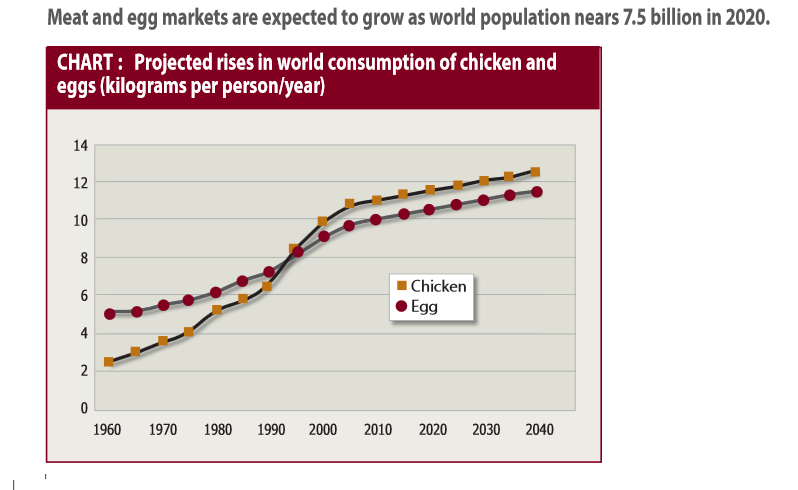 Meat and egg markets are expected to grow as world population nears 7.5 billion in 2020.
CHART : Projected rises in world consumption of chicken and
eggs (kilograms per person/year)
14
12
10
8
6
4
2
0
Chicken
Egg
1960 1970 1980 1990 2000 2010 2020 2030 2040